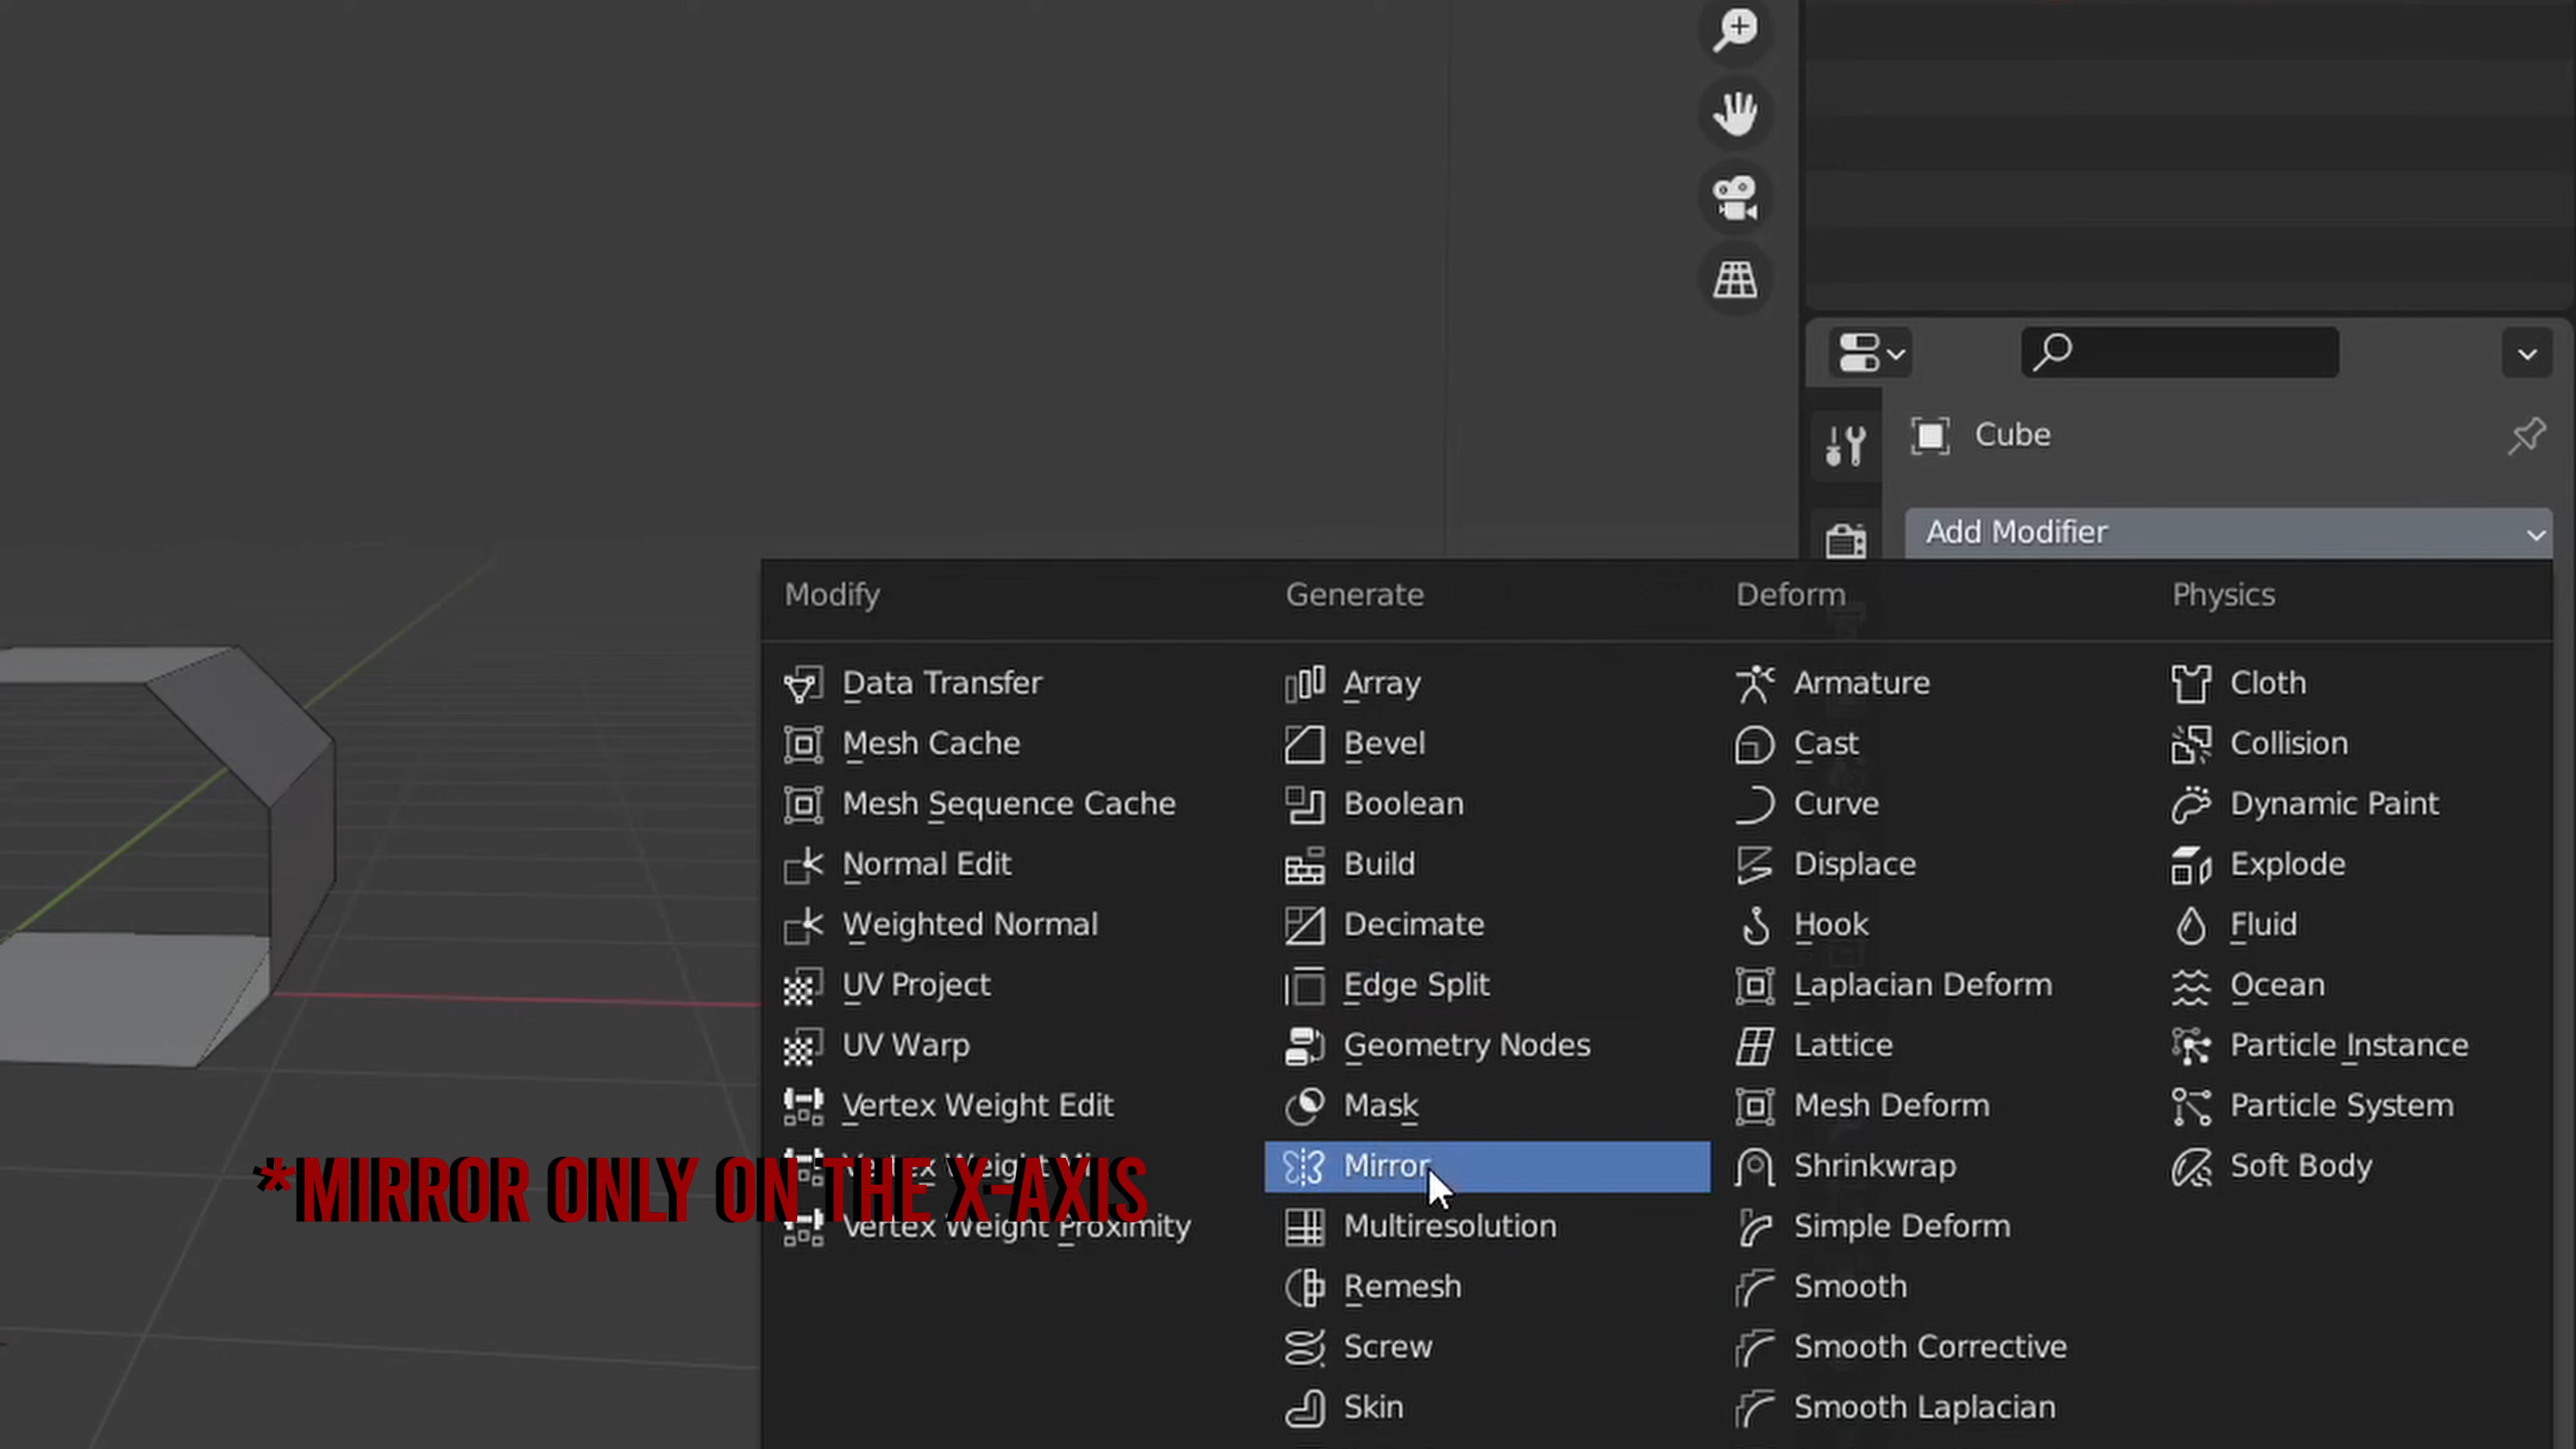 Cube
Add Modifier
Modify
Generate
Deform
Physics
Data Transfer
Mesh Cache
Mesh Sequence Cache
Normal Edit
Weighted Normal
UV Project
UV Warp
Vertex Weight Edit
Vertex Weight Mi
Vertex Weight Proximity
Array
Bevel
Boolean
Build
Decimate
Edge Split
Geometry Nodes
Mask
Mirror
Multiresolution
Remesh
Screw
Skin
Armature
Cast
Curve
Displace
Hook
Laplacian Deform
Lattice
Mesh Deform
Shrinkwrap
Simple Deform
Smooth
Smooth Corrective
Smooth Laplacian
Cloth
Collision
Dynamic Paint
Explode
Fluid
Ocean
Particle Instance
Particle System
Soft Body
*MIRROR ONLY ON THE X-AXIS